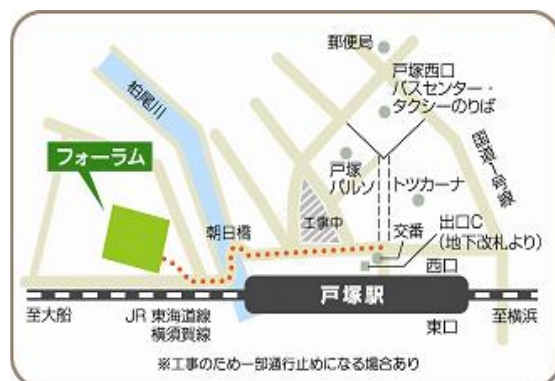 郵便局
戸塚西口
バスセンター・
タクシーのりば
柏尾川
国道1号線
フォーラム
戸塚
パルソ
トツカーナ
工事中
朝日橋
出口C
(地下改札より)
交番
西口
戸塚駅
至大船
JR 東海道線
横須賀線
東口
至横浜
※工事のため一部通行止めになる場合あり